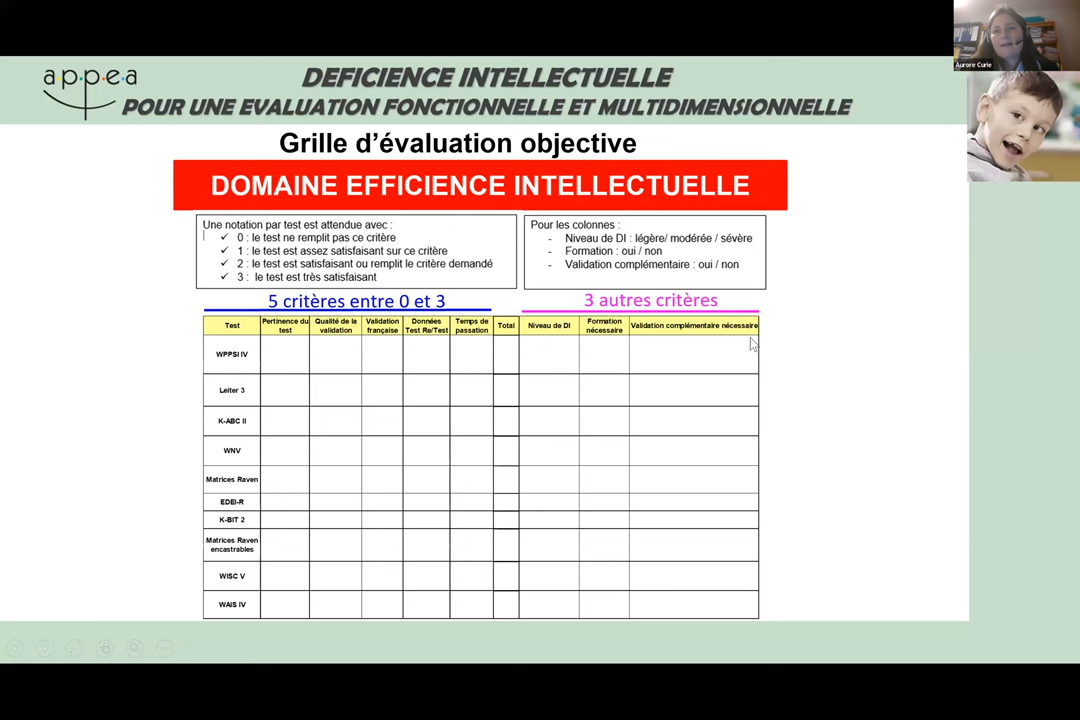 Aurore Curie
appea
DEFICIENCE INTELLECTUELLE
POUR UNE EVALUATION FONCTIONNELLE ET MULTIDIMENSIONNELLE
Grille d'évaluation objective
DOMAINE EFFICIENCE INTELLECTUELLE
Une notation par test est attendue avec :
✓ 0 : le test ne remplit pas ce critère
✓ 1 : le test est assez satisfaisant sur ce critère
✓ 2 : le test est satisfaisant ou remplit le critère demandé
✓ 3 : le test est très satisfaisant
Pour les colonnes :
- Niveau de DI : légère/ modérée / sévère
- Formation : oui / non
- Validation complémentaire : oui / non
5 critères entre 0 et 3
3 autres critères
Test Pertinence du test Qualité de la validation Validation française Données Test Re/Test Temps de passation Total Niveau de DI Formation nécessaire Validation complémentaire nécessaire
WPPSI IV
Leiter 3
K-ABC II
WNV
Matrices Raven
EDEI-R
K-BIT 2
Matrices Raven
encastrables
WISC V
WAIS IV